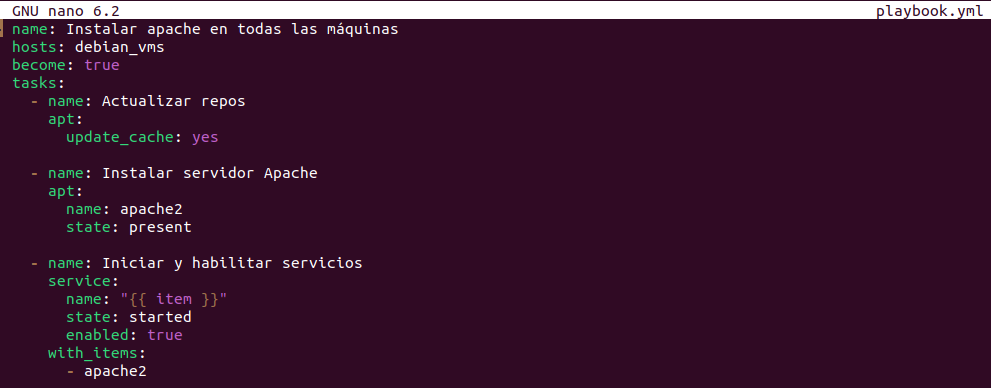 GNU nano 6.2 playbook.yml
- name: Instalar apache en todas las máquinas
  hosts: debian_vms
  become: true
  tasks:
    - name: Actualizar repos
      apt:
        update_cache: yes

    - name: Instalar servidor Apache
      apt:
        name: apache2
        state: present

    - name: Iniciar y habilitar servicios
      service:
        name: "{{ item }}"
        state: started
        enabled: true
      with_items:
        - apache2